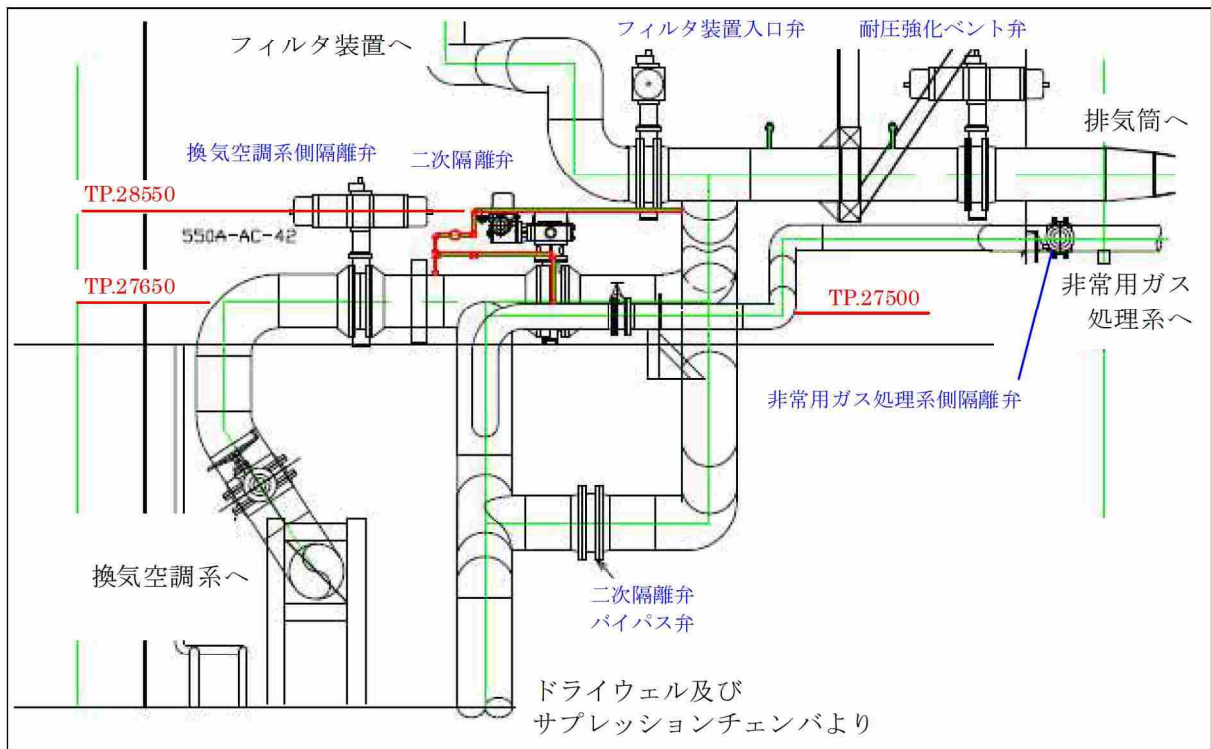 フィルタ装置へ
フィルタ装置入口弁
耐圧強化ベント弁
排気筒へ
換気空調系側隔離弁
二次隔離弁
TP.28550
550A-AC-42
TP.27650
TP.27500
非常用ガス
処理系へ
非常用ガス処理系側隔離弁
換気空調系へ
二次隔離弁
バイパス弁
ドライウェル及び
サプレッションチェンバより